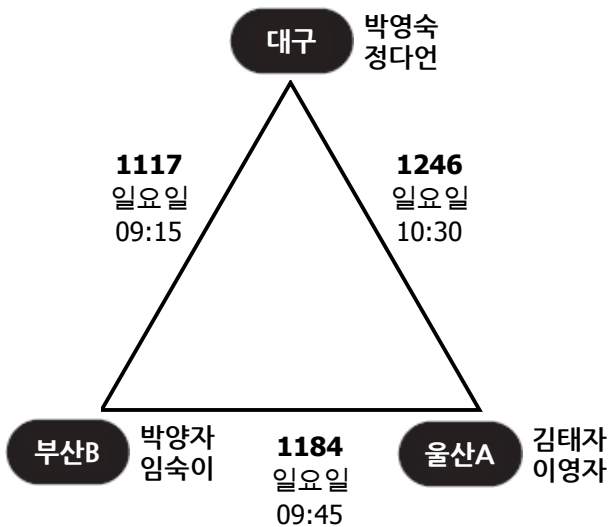 대구
박영숙
정다언
1117
일요일
09:15
1246
일요일
10:30
부산B
박양자
임숙이
1184
일요일
09:45
울산A
김태자
이영자